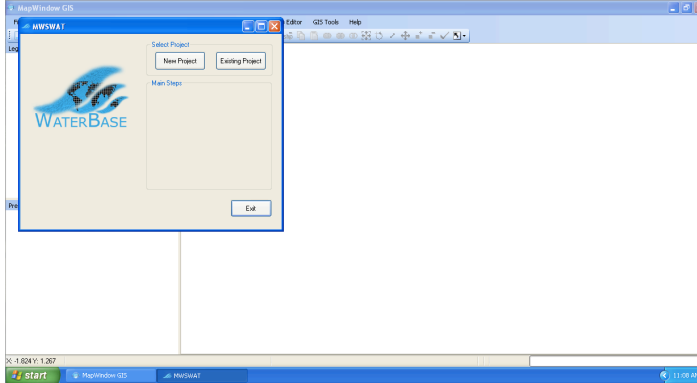 MapWindow GIS
MWSWAT
Editor GIS Tools Help
Select Project
New Project Existing Project
Main Steps
WATERBASE
Exit
X: -1.824 Y: 1.267
start MapWindow GIS MWSWAT 11:08 AM